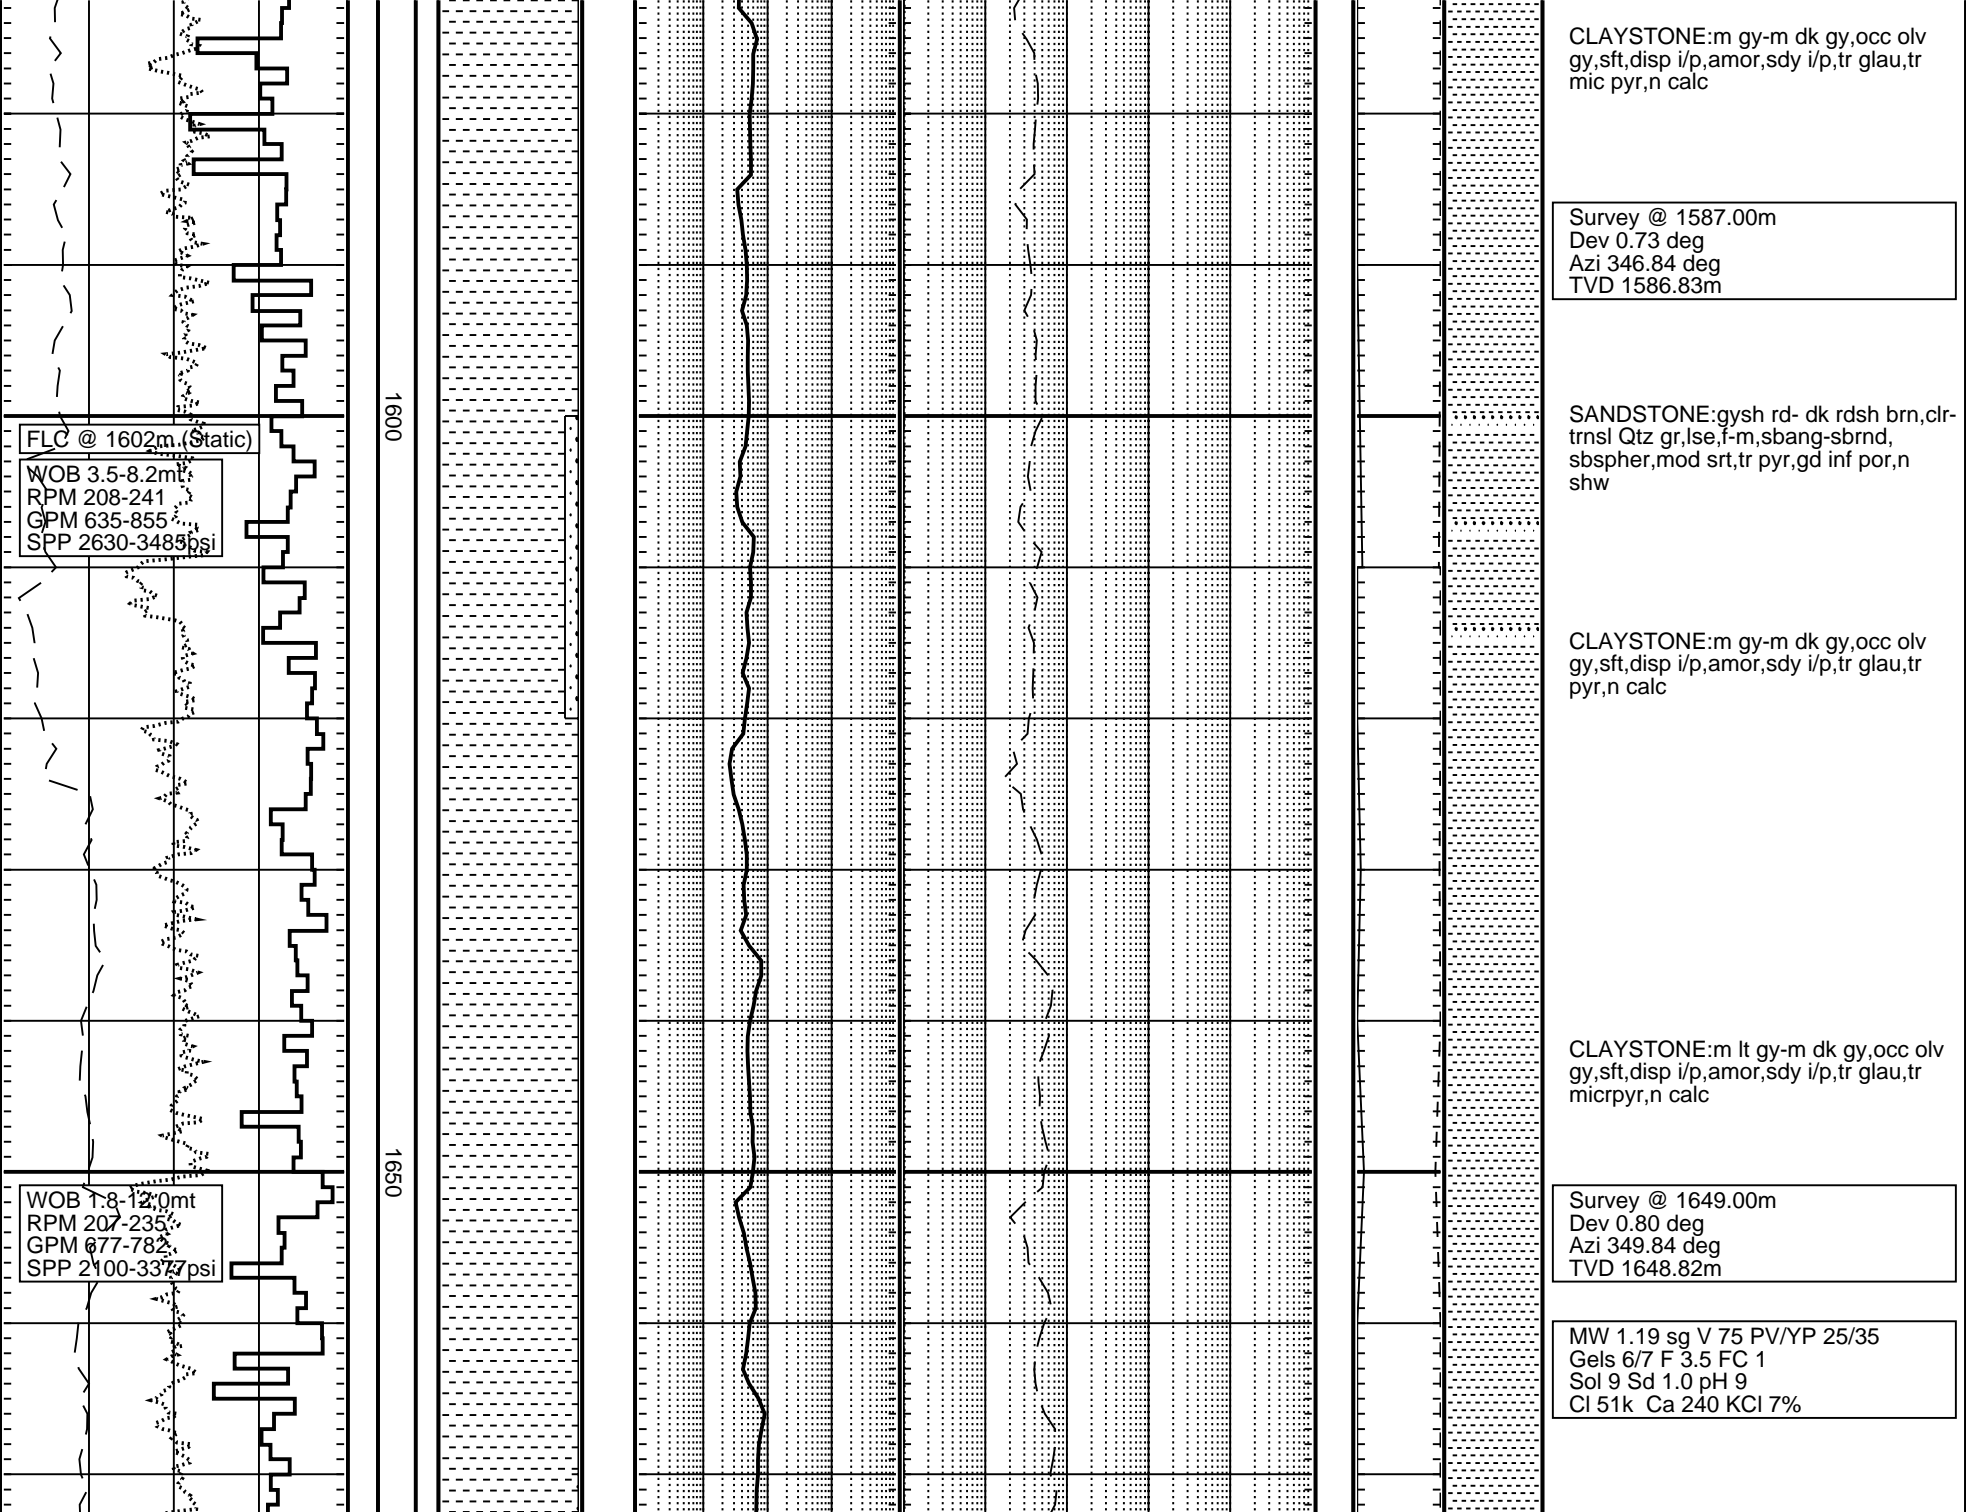 CLAYSTONE:m gy-m dk gy,occ olv
gy,sft,disp i/p,amor,sdy i/p,tr glau,tr
mic pyr,n calc
Survey @ 1587.00m
Dev 0.73 deg
Azi 346.84 deg
TVD 1586.83m
1600
FLC @ 1602m (Static)
WOB 3.5-8.2mt
RPM 208-241
GPM 635-855
SPP 2630-3485psi
SANDSTONE:gysh rd- dk rdsh brn,clr-
trnsl Qtz gr,lse,f-m,sbang-sbrnd,
sbspher,mod srt,tr pyr,gd inf por,n
shw
CLAYSTONE:m gy-m dk gy,occ olv
gy,sft,disp i/p,amor,sdy i/p,tr glau,tr
pyr,n calc
CLAYSTONE:m lt gy-m dk gy,occ olv
gy,sft,disp i/p,amor,sdy i/p,tr glau,tr
micrpyr,n calc
1650
WOB 1.8-12.0mt
RPM 207-235
GPM 677-782
SPP 2100-3377psi
Survey @ 1649.00m
Dev 0.80 deg
Azi 349.84 deg
TVD 1648.82m
MW 1.19 sg V 75 PV/YP 25/35
Gels 6/7 F 3.5 FC 1
Sol 9 Sd 1.0 pH 9
Cl 51k  Ca 240 KCl 7%